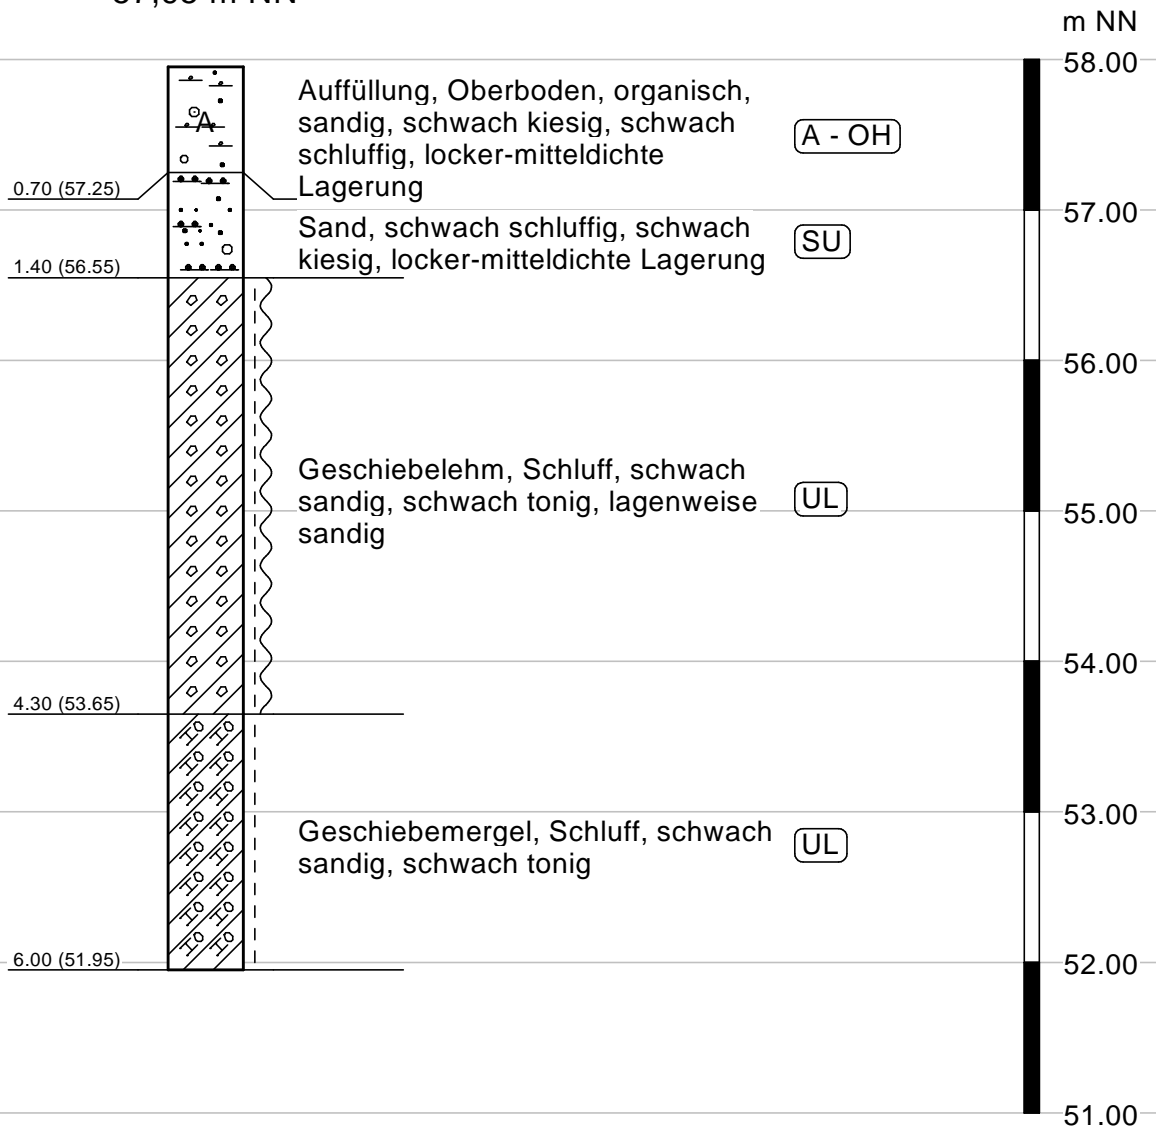 m NN
58.00
Auffüllung, Oberboden, organisch,
sandig, schwach kiesig, schwach
schluffig, locker-mitteldichte
Lagerung
A - OH
A
0.70 (57.25)
57.00
Sand, schwach schluffig, schwach
kiesig, locker-mitteldichte Lagerung
SU
1.40 (56.55)
56.00
Geschiebelehm, Schluff, schwach
sandig, schwach tonig, lagenweise
sandig
UL
55.00
54.00
4.30 (53.65)
53.00
Geschiebemergel, Schluff, schwach
sandig, schwach tonig
UL
6.00 (51.95)
52.00
51.00